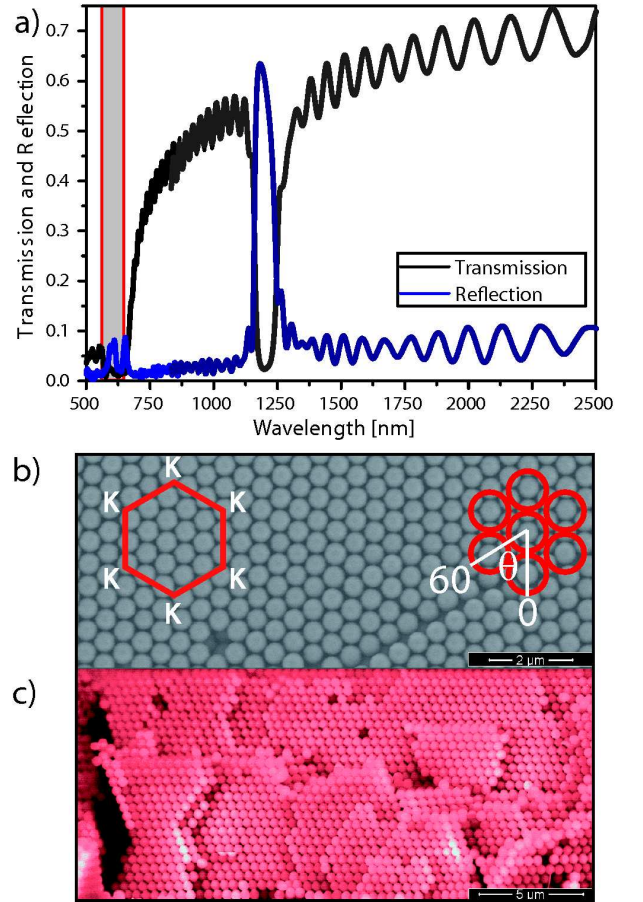 a)
Transmission and Reflection
0.7
0.6
0.5
0.4
0.3
0.2
0.1
0.0
Transmission
Reflection
500 750 1000 1250 1500 1750 2000 2250 2500
Wavelength [nm]
b)
K
K K
K K
K
60 θ
0
2 µm
c)
5 µm